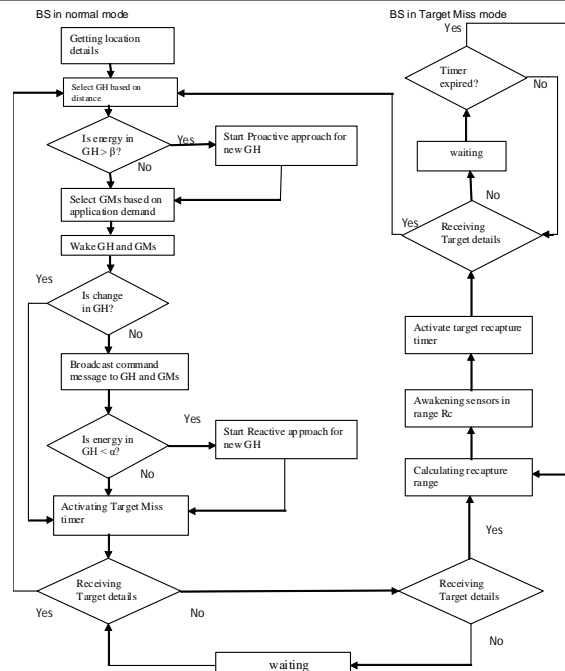 BS in normal mode
Getting location
details
Select GH based on
distance
Is energy in
GH > β?
Yes
No
Start Proactive approach for
new GH
Select GMs based on
application demand
Wake GH and GMs
Yes
Is change
in GH?
No
Broadcast command
message to GH and GMs
Is energy in
GH < α?
Yes
No
Start Reactive approach for
new GH
Activating Target Miss
timer
Receiving
Target details
Yes
No
waiting
BS in Target Miss mode
Yes
Timer
expired?
No
waiting
No
Yes
Receiving
Target details
Activate target recapture
timer
Awakening sensors in
range Rc
Calculating recapture
range
Yes
Receiving
Target details
No